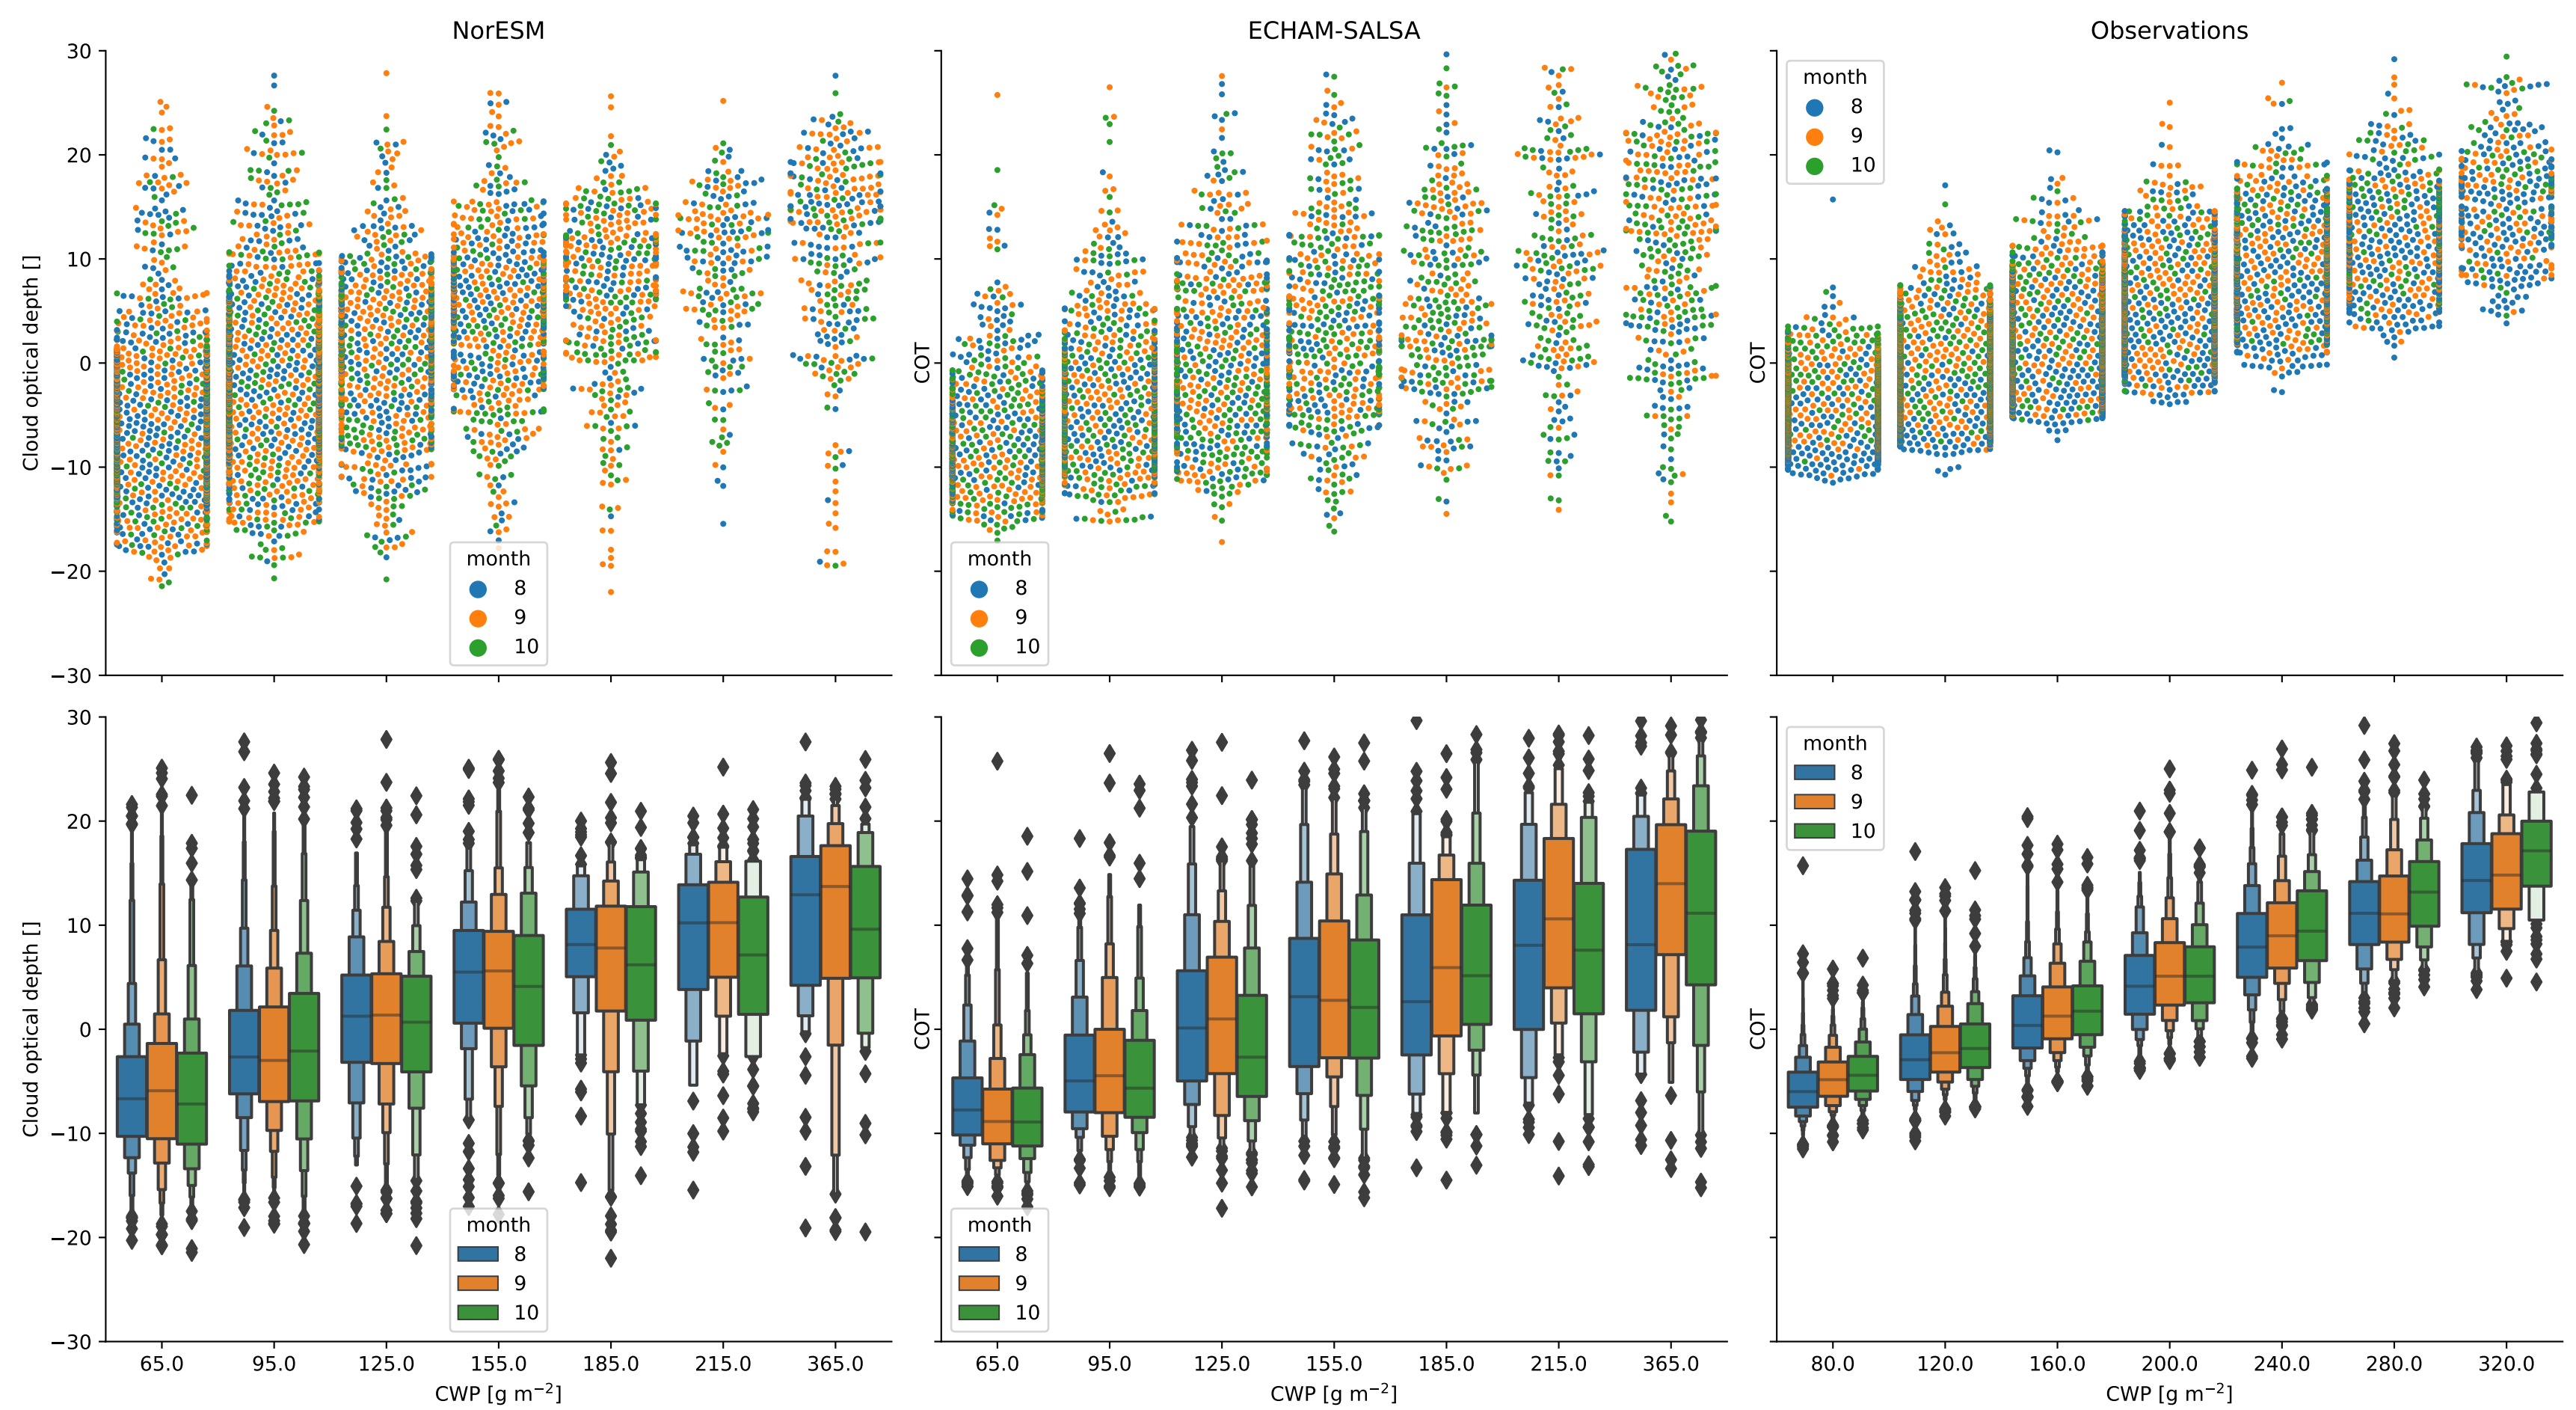 NorESM
ECHAM-SALSA
Observations
Cloud optical depth []
30
20
10
0
−10
−20
−30
month
8
9
10
COT
month
8
9
10
COT
month
8
9
10
Cloud optical depth []
30
20
10
0
−10
−20
−30
month
8
9
10
65.0 95.0 125.0 155.0 185.0 215.0 365.0
CWP [g m−2]
COT
month
8
9
10
65.0 95.0 125.0 155.0 185.0 215.0 365.0
CWP [g m−2]
COT
month
8
9
10
80.0 120.0 160.0 200.0 240.0 280.0 320.0
CWP [g m−2]